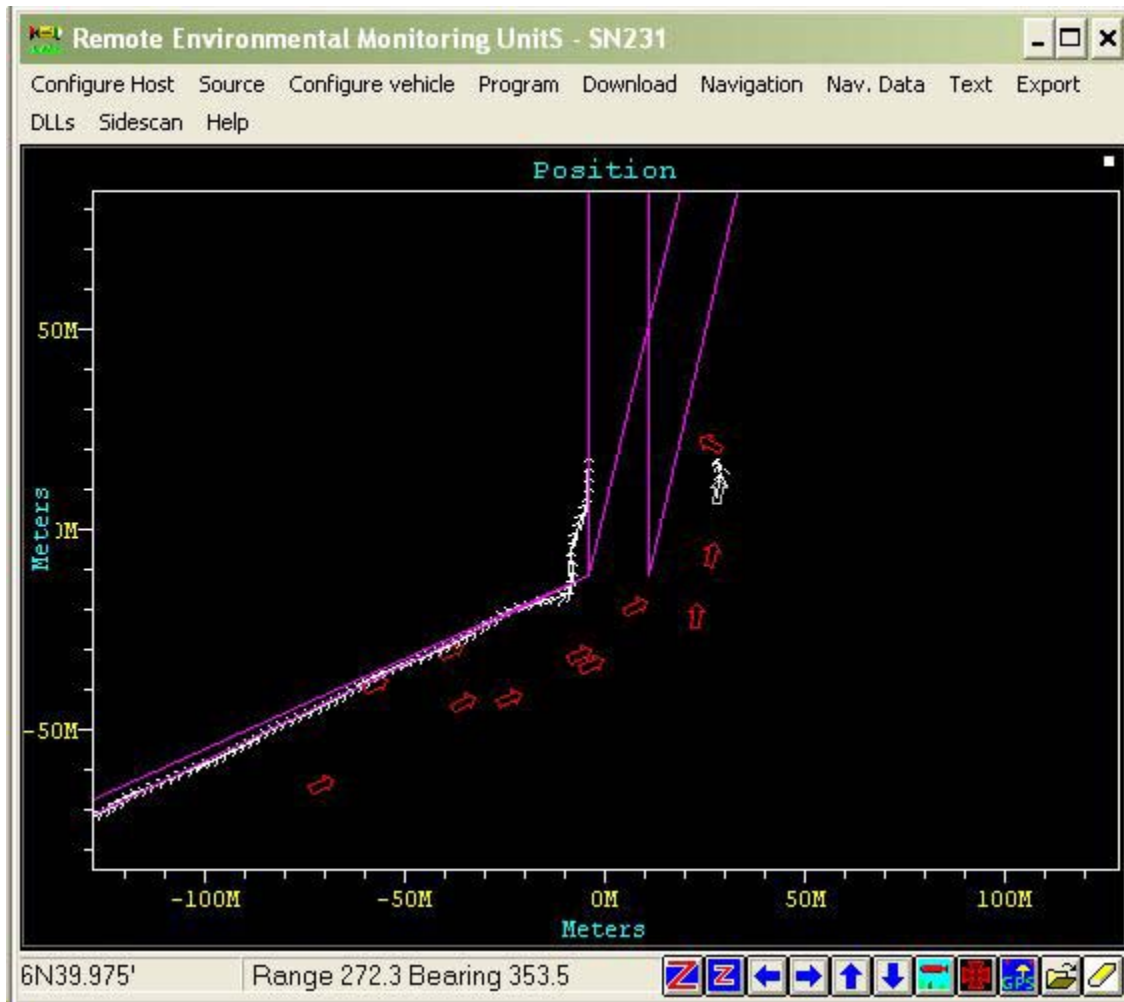 Remote Environmental Monitoring UnitS - SN231
Configure Host Source Configure vehicle Program Download Navigation Nav. Data Text Export
DLLs Sidescan Help
Position
50M
0M
-50M
Meters
-100M -50M 0M 50M 100M
Meters
6N39.975' Range 272.3 Bearing 353.5
GPS